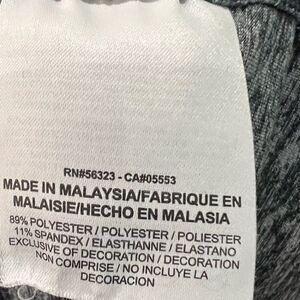 RN#56323 - CA#05553
MADE IN MALAYSIA/FABRIQUE EN
MALAISIE/HECHO EN MALASIA
89% POLYESTER / POLYESTER / POLIESTER
11% SPANDEX / ELASTHANNE / ELASTANO
EXCLUSIVE OF DECORATION / DECORATION
NON COMPRISE / NO INCLUYE LA
DECORACION